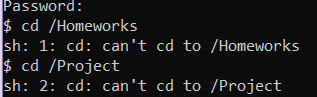 Password:
$ cd /Homeworks
sh: 1: cd: can't cd to /Homeworks
$ cd /Project
sh: 2: cd: can't cd to /Project